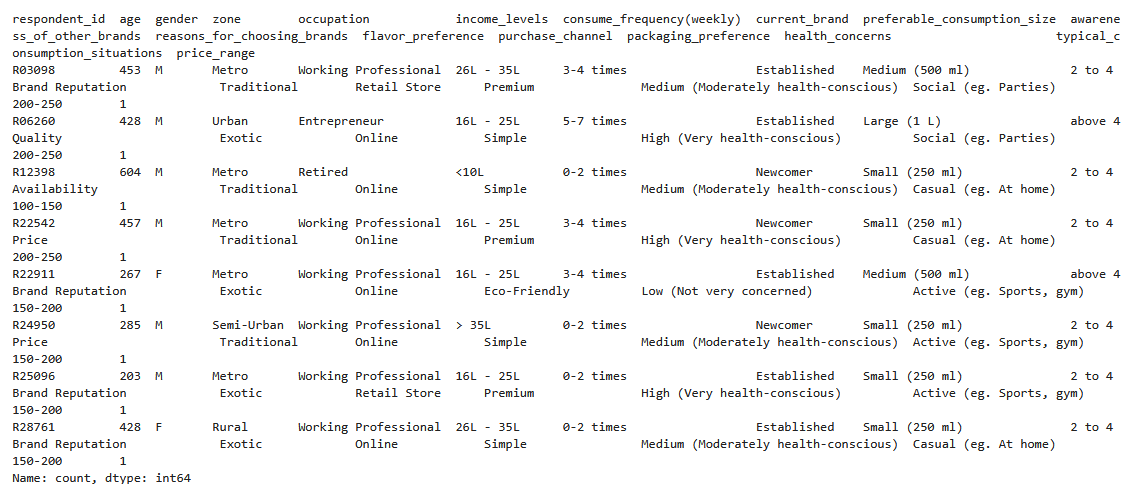 respondent_id  age  gender  zone        occupation            income_levels  consume_frequency(weekly)  current_brand  preferable_consumption_size  awarene
ss_of_other_brands  reasons_for_choosing_brands  flavor_preference  purchase_channel  packaging_preference  health_concerns                       typical_c
onsumption_situations  price_range
R03098         453  M       Metro       Working Professional  26L - 35L      3-4 times                  Established    Medium (500 ml)              2 to 4
Brand Reputation             Traditional        Retail Store      Premium               Medium (Moderately health-conscious)  Social (eg. Parties)
200-250        1
R06260         428  M       Urban       Entrepreneur          16L - 25L      5-7 times                  Established    Large (1 L)                  above 4
Quality                      Exotic             Online            Simple                High (Very health-conscious)          Social (eg. Parties)
200-250        1
R12398         604  M       Metro       Retired               <10L           0-2 times                  Newcomer       Small (250 ml)               2 to 4
Availability                 Traditional        Online            Simple                Medium (Moderately health-conscious)  Casual (eg. At home)
100-150        1
R22542         457  M       Metro       Working Professional  16L - 25L      3-4 times                  Newcomer       Small (250 ml)               2 to 4
Price                        Traditional        Online            Premium               High (Very health-conscious)          Casual (eg. At home)
200-250        1
R22911         267  F       Metro       Working Professional  16L - 25L      3-4 times                  Established    Medium (500 ml)              above 4
Brand Reputation             Exotic             Online            Eco-Friendly          Low (Not very concerned)              Active (eg. Sports, gym)
150-200        1
R24950         285  M       Semi-Urban  Working Professional  > 35L          0-2 times                  Newcomer       Small (250 ml)               2 to 4
Price                        Traditional        Online            Simple                Medium (Moderately health-conscious)  Active (eg. Sports, gym)
150-200        1
R25096         203  M       Metro       Working Professional  16L - 25L      0-2 times                  Established    Small (250 ml)               2 to 4
Brand Reputation             Exotic             Retail Store      Premium               High (Very health-conscious)          Active (eg. Sports, gym)
150-200        1
R28761         428  F       Rural       Working Professional  26L - 35L      0-2 times                  Established    Small (250 ml)               2 to 4
Brand Reputation             Exotic             Online            Simple                Medium (Moderately health-conscious)  Casual (eg. At home)
150-200        1
Name: count, dtype: int64